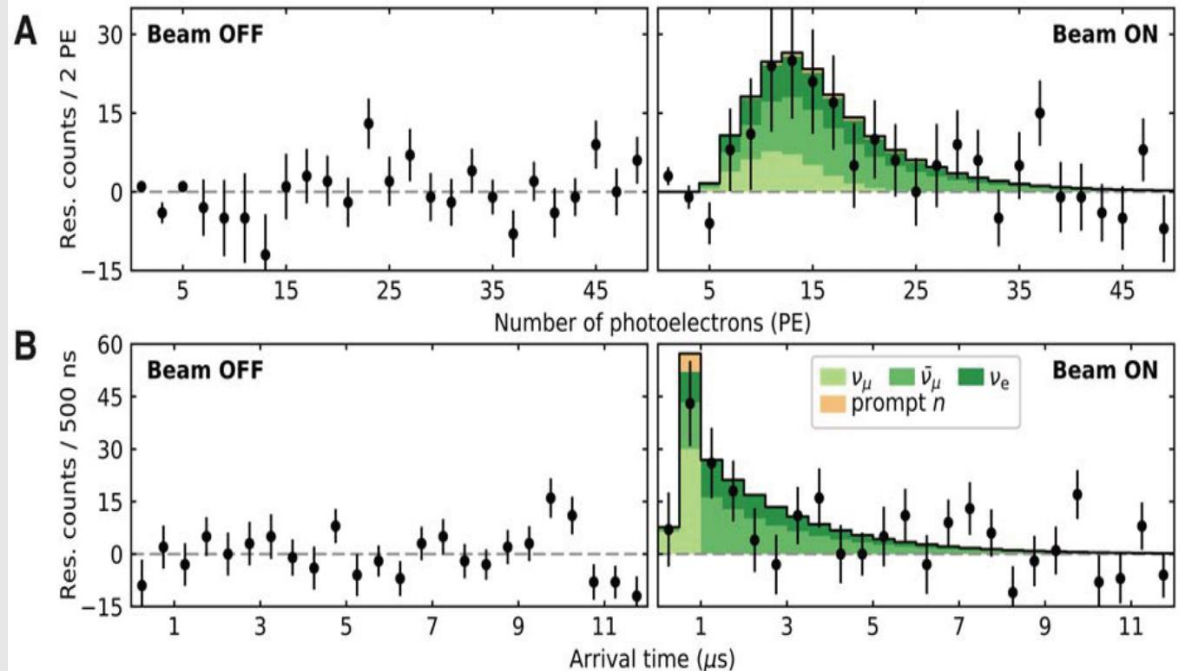 A
Beam OFF
Beam ON
Res. counts / 2 PE
30
15
0
−15
5 15 25 35 45
5 15 25 35 45
Number of photoelectrons (PE)
B
Beam OFF
Beam ON
Res. counts / 500 ns
60
45
30
15
0
−15
νμ ν̄μ νe
prompt n
1 3 5 7 9 11
1 3 5 7 9 11
Arrival time (μs)